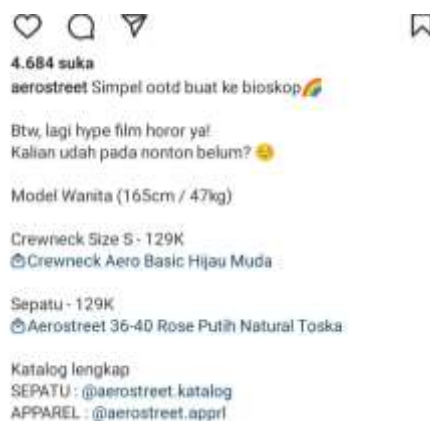 4.684 suka
aerostreet Simpel ootd buat ke bioskop🌈
Btw, lagi hype film horor ya!
Kalian udah pada nonton belum?
Model Wanita (165cm / 47kg)
Crewneck Size S - 129K
Crewneck Aero Basic Hijau Muda
Sepatu - 129K
Aerostreet 36-40 Rose Putih Natural Toska
Katalog lengkap
SEPATU : @aerostreet.katalog
APPAREL : @aerostreet.apprl